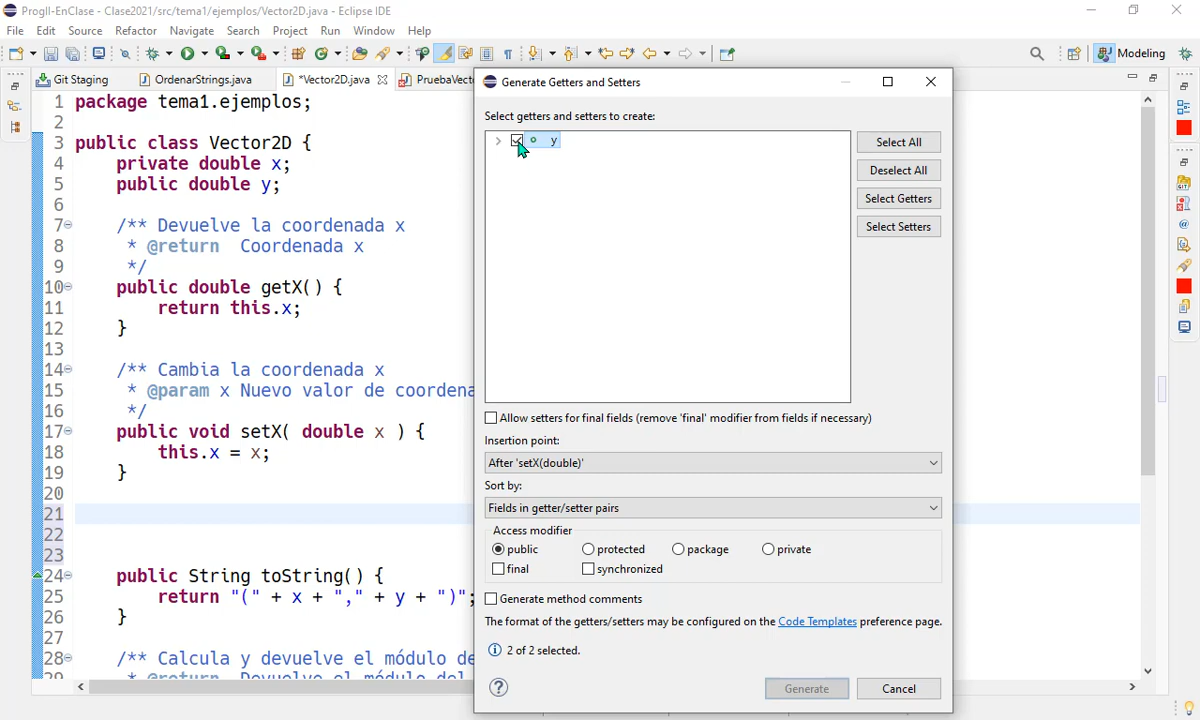 ProgII-EnClase - Clase2021/src/tema1/ejemplos/Vector2D.java - Eclipse IDE
File Edit Source Refactor Navigate Search Project Run Window Help
Modeling
Git Staging OrdenarStrings.java *Vector2D.java PruebaVect
1 package tema1.ejemplos;
2
3 public class Vector2D {
4 private double x;
5 public double y;
6
7 /** Devuelve la coordenada x
8 * @return Coordenada x
9 */
10 public double getX() {
11 return this.x;
12 }
13
14 /** Cambia la coordenada x
15 * @param x Nuevo valor de coordena
16 */
17 public void setX( double x ) {
18 this.x = x;
19 }
20
21
22
23
24 public String toString() {
25 return "(" + x + "," + y + ")";
26 }
27
28 /** Calcula y devuelve el módulo de
29 * @return Devuelve el módulo del
Generate Getters and Setters
Select getters and setters to create:
y
Select All
Deselect All
Select Getters
Select Setters
Allow setters for final fields (remove 'final' modifier from fields if necessary)
Insertion point:
After 'setX(double)'
Sort by:
Fields in getter/setter pairs
Access modifier
public protected package private
final synchronized
Generate method comments
The format of the getters/setters may be configured on the Code Templates preference page.
2 of 2 selected.
Generate Cancel